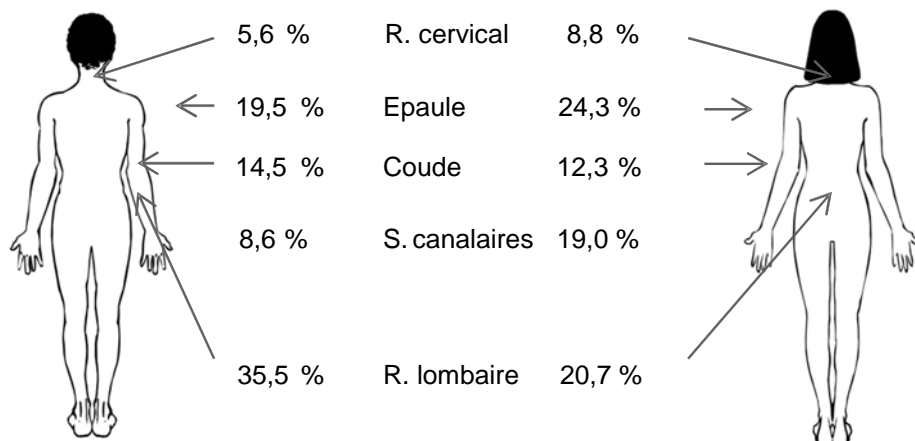 5,6 % R. cervical 8,8 %
19,5 % Epaule 24,3 %
14,5 % Coude 12,3 %
8,6 % S. canalaires 19,0 %
35,5 % R. lombaire 20,7 %